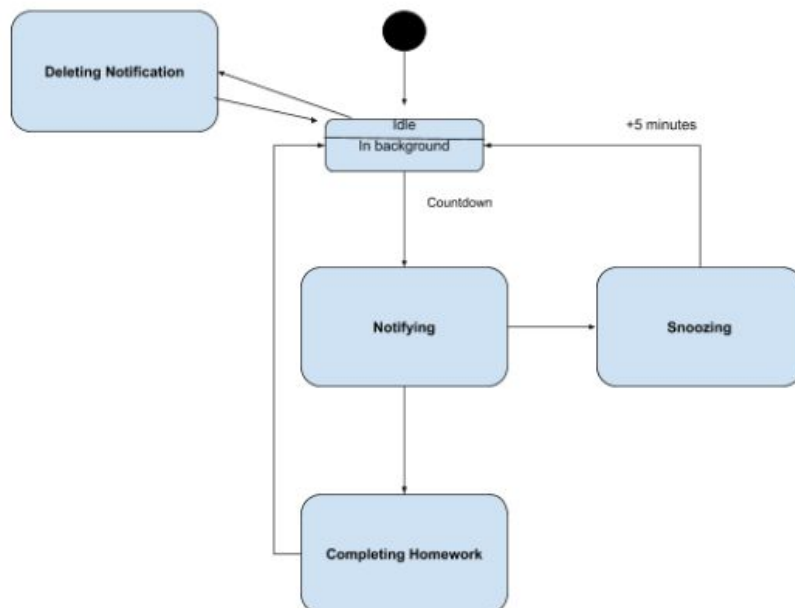 Deleting Notification
Idle
In background
+5 minutes
Countdown
Notifying
Snoozing
Completing Homework